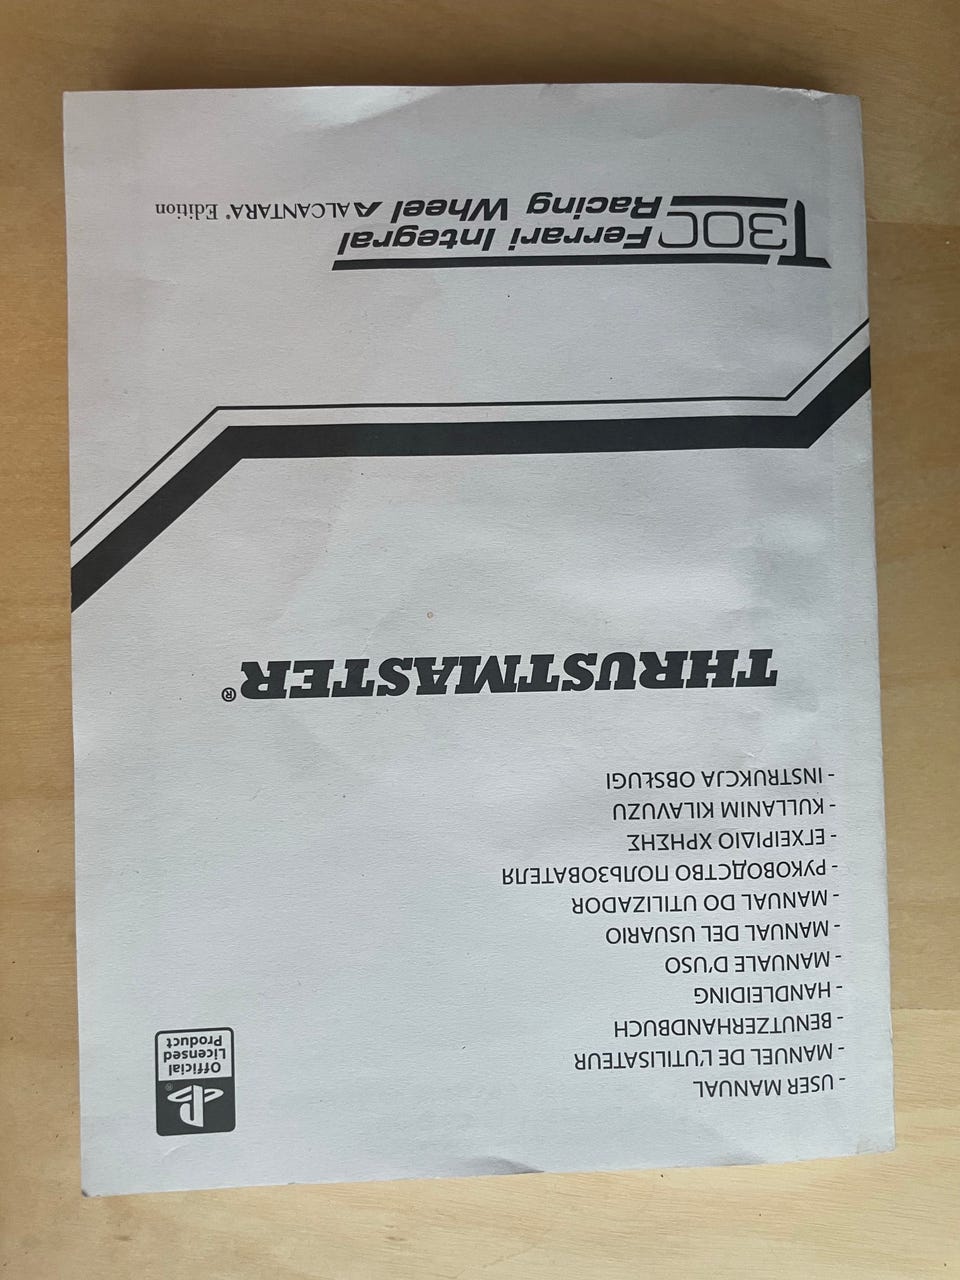 - USER MANUAL
- MANUEL DE L'UTILISATEUR
- BENUTZERHANDBUCH
- HANDLEIDING
- MANUALE D'USO
- MANUAL DEL USUARIO
- MANUAL DO UTILIZADOR
- РУКОВОДСТВО ПОЛЬЗОВАТЕЛЯ
- ΕΓΧΕΙΡΙΔΙΟ ΧΡΗΣΗΣ
- KULLANIM KILAVUZU
- INSTRUKCJA OBSŁUGI
Official
Licensed
Product
THRUSTMASTER®
T300 Ferrari Integral
Racing Wheel ALCANTARA® Edition